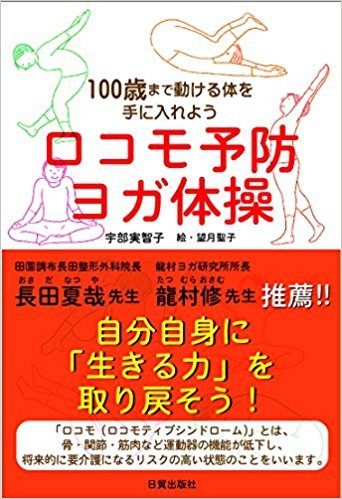 100歳まで動ける体を
手に入れよう
ロコモ予防
ヨガ体操
宇部実智子 絵・望月聖子
田園調布長田整形外科院長
おさだなつや
長田夏哉先生
龍村ヨガ研究所所長
たつむらおさむ
龍村修先生
推薦!!
自分自身に
「生きる力」を
取り戻そう!
「ロコモ（ロコモティブシンドローム）」とは、
骨・関節・筋肉など運動器の機能が低下し、
将来的に要介護になるリスクの高い状態のことをいいます。
日貿出版社